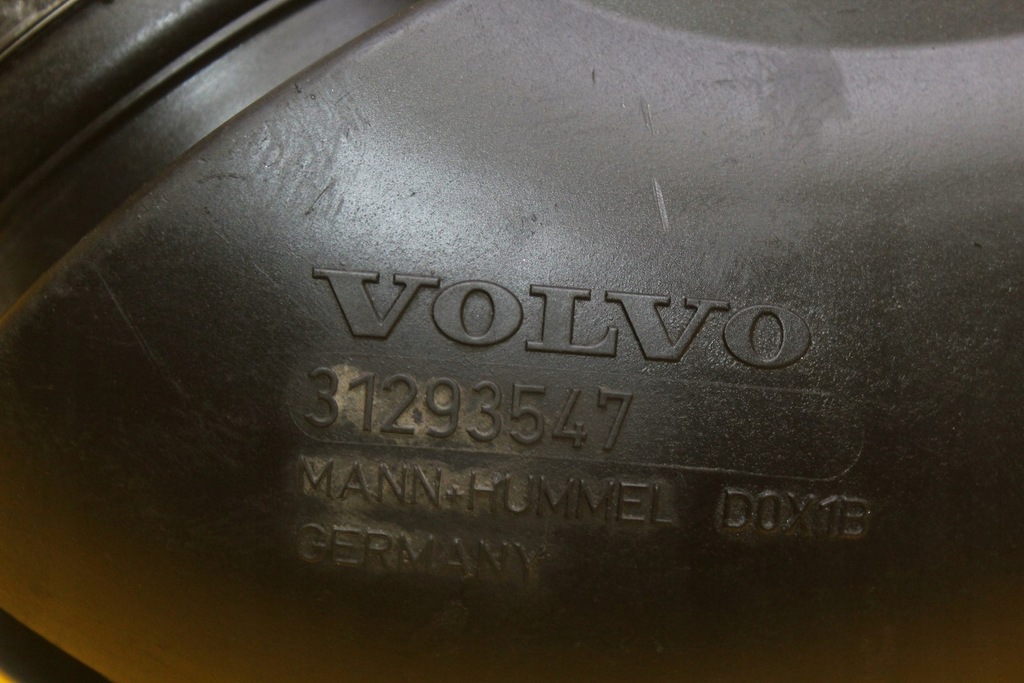 VOLVO
31293547
MANN+HUMMEL D0X1B
GERMANY